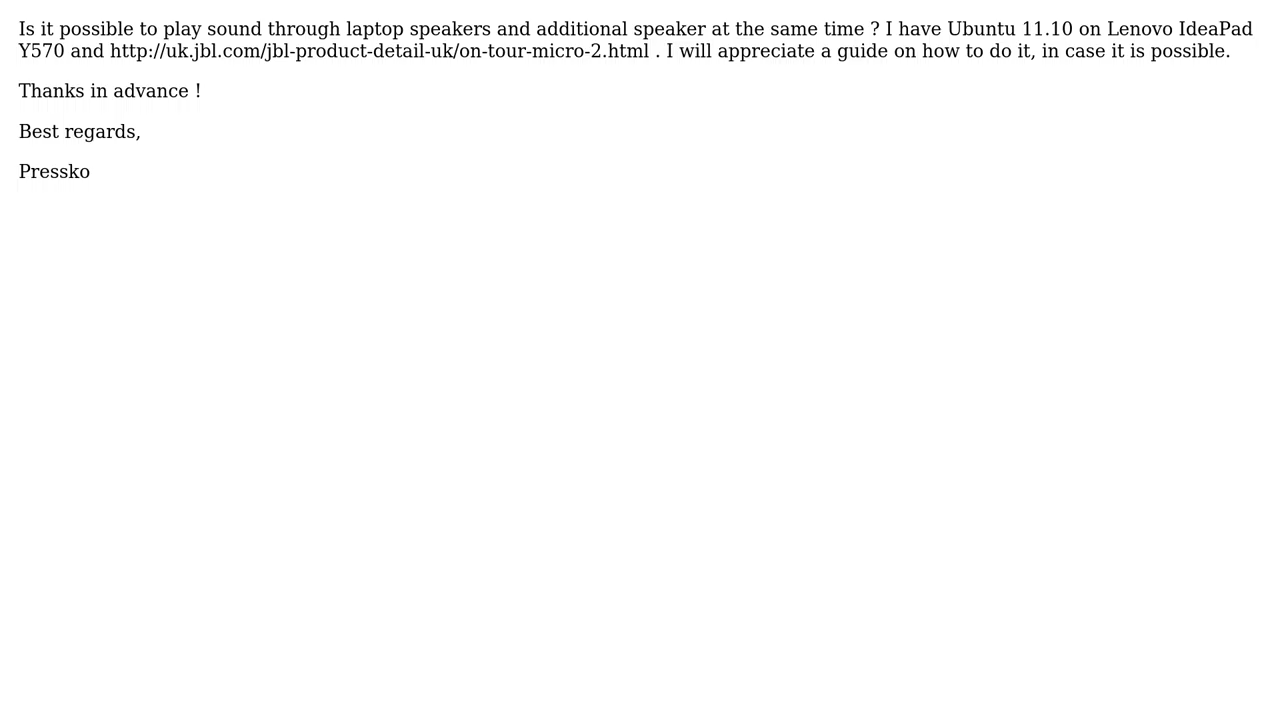 Is it possible to play sound through laptop speakers and additional speaker at the same time ? I have Ubuntu 11.10 on Lenovo IdeaPad
Y570 and http://uk.jbl.com/jbl-product-detail-uk/on-tour-micro-2.html . I will appreciate a guide on how to do it, in case it is possible.
Thanks in advance !
Best regards,
Pressko